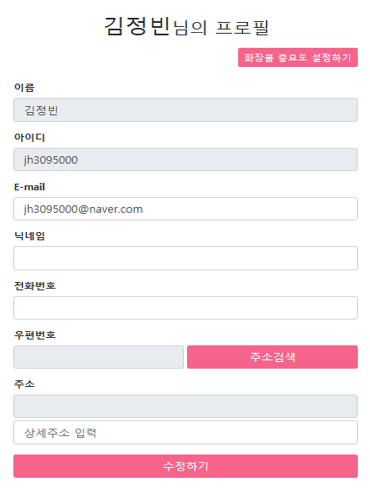 김정빈님의 프로필
화장품 중요도 설정하기
이름
김정빈
아이디
jh3095000
E-mail
jh3095000@naver.com
닉네임
전화번호
우편번호
주소검색
주소
상세주소 입력
수정하기